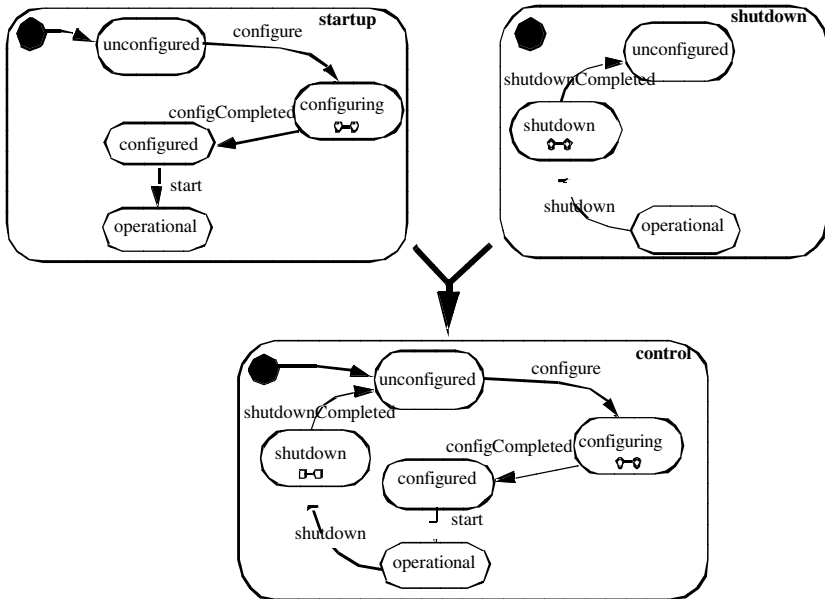 startup
unconfigured
configure
configuring
configCompleted
configured
start
operational
shutdown
unconfigured
shutdownCompleted
shutdown
shutdown
operational
control
unconfigured
configure
shutdownCompleted
shutdown
configuring
configCompleted
configured
start
shutdown
operational